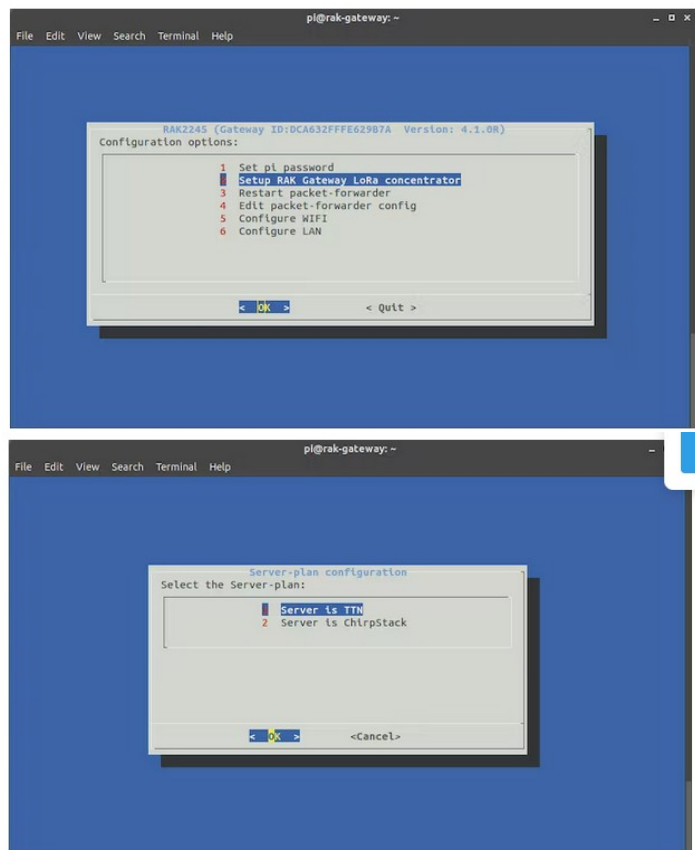 pi@rak-gateway: ~
File Edit View Search Terminal Help
RAK2245 (Gateway ID:DCA632FFFE629B7A Version: 4.1.0R)
Configuration options:
1 Set pi password
2 Setup RAK Gateway LoRa concentrator
3 Restart packet-forwarder
4 Edit packet-forwarder config
5 Configure WIFI
6 Configure LAN
< OK > < Quit >
pi@rak-gateway: ~
File Edit View Search Terminal Help
Server-plan configuration
Select the Server-plan:
1 Server is TTN
2 Server is ChirpStack
< OK > <Cancel>